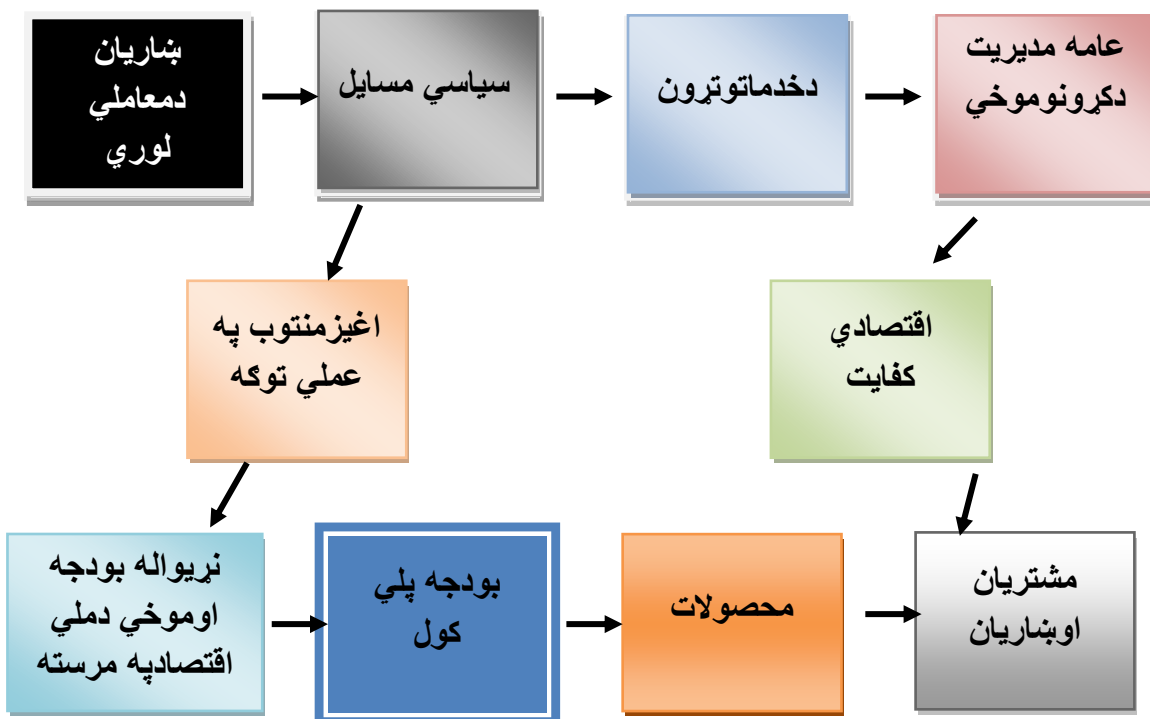 ښاريان
دمعاملي
لوري
سياسي مسايل
دخدماتوتړون
عامه مديريت
دکړونوموخي
اغيزمنتوب په
عملي توګه
اقتصادي
کفايت
نړيواله بودجه
اوموخي دملي
اقتصادپه مرسته
بودجه پلي
کول
محصولات
مشتريان
اوښاريان